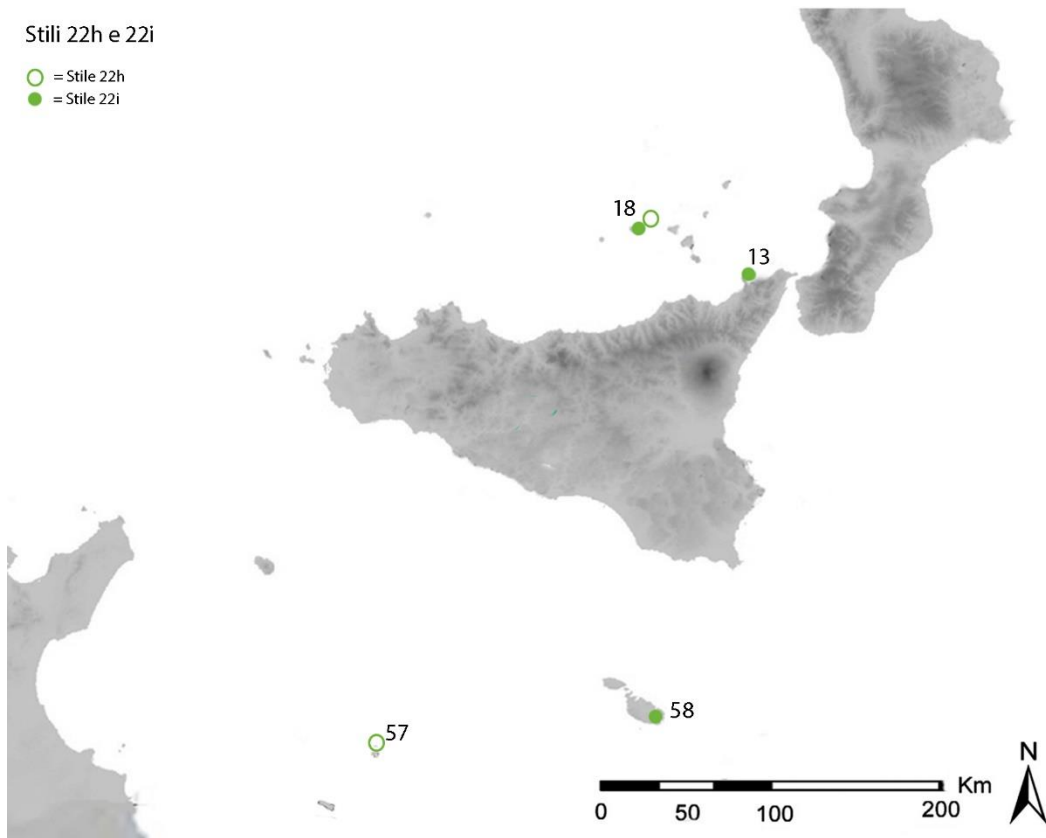 Stili 22h e 22i
= Stile 22h
= Stile 22i
18
13
57
58
N
Km
0 50 100 200